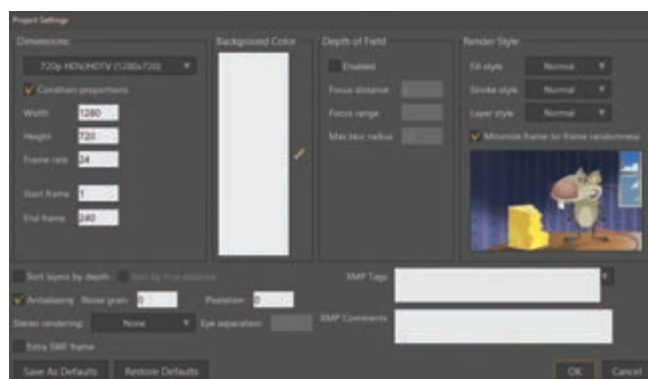 Project Settings
Dimensions
720p HDV/HDTV (1280x720)
Constrain proportions
Width 1280
Height 720
Frame rate 24
Start frame 1
End frame 240
Background Color
Depth of Field
Enabled
Focus distance
Focus range
Max blur radius
Render Style
Fill style Normal
Stroke style Normal
Layer style Normal
Minimize frame-to-frame randomness
Sort layers by depth Sort by true distance
Antialiasing Noise grain 0 Pixelation 0
Stereo rendering: None Eye separation:
Extra SWF frame
XMP Tags
XMP Comments
Save As Defaults Restore Defaults
OK Cancel